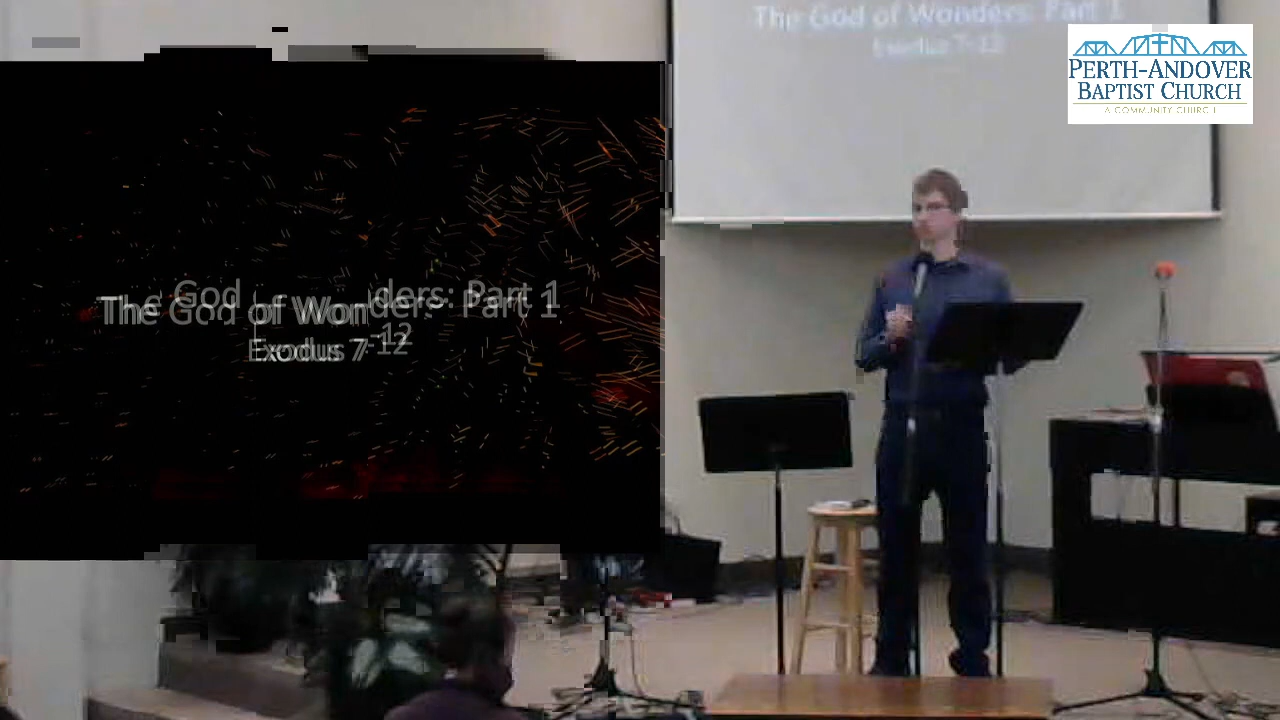 The God of Wonders: Part 1
Exodus 7-12
The God of Wonders: Part 1
Exodus 7-12
PERTH-ANDOVER
BAPTIST CHURCH
A COMMUNITY CHURCH